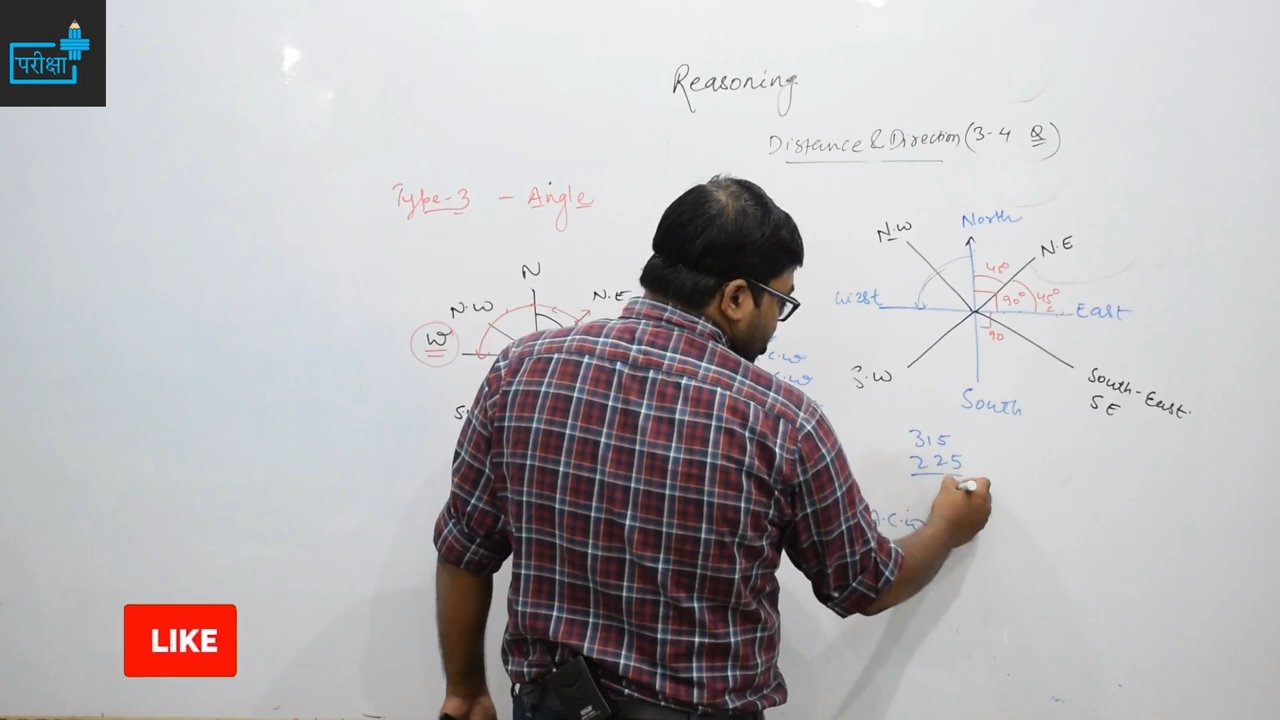 परीक्षा
Reasoning
Distance & Direction (3-4 Q)
Type-3 - Angle
North
N.W
N.E
45°
90°
45°
West
East
90
S.W
South-East
SE
South
N
N.W
N.E
W
C.W
C.W
315
225
A.C.W
LIKE